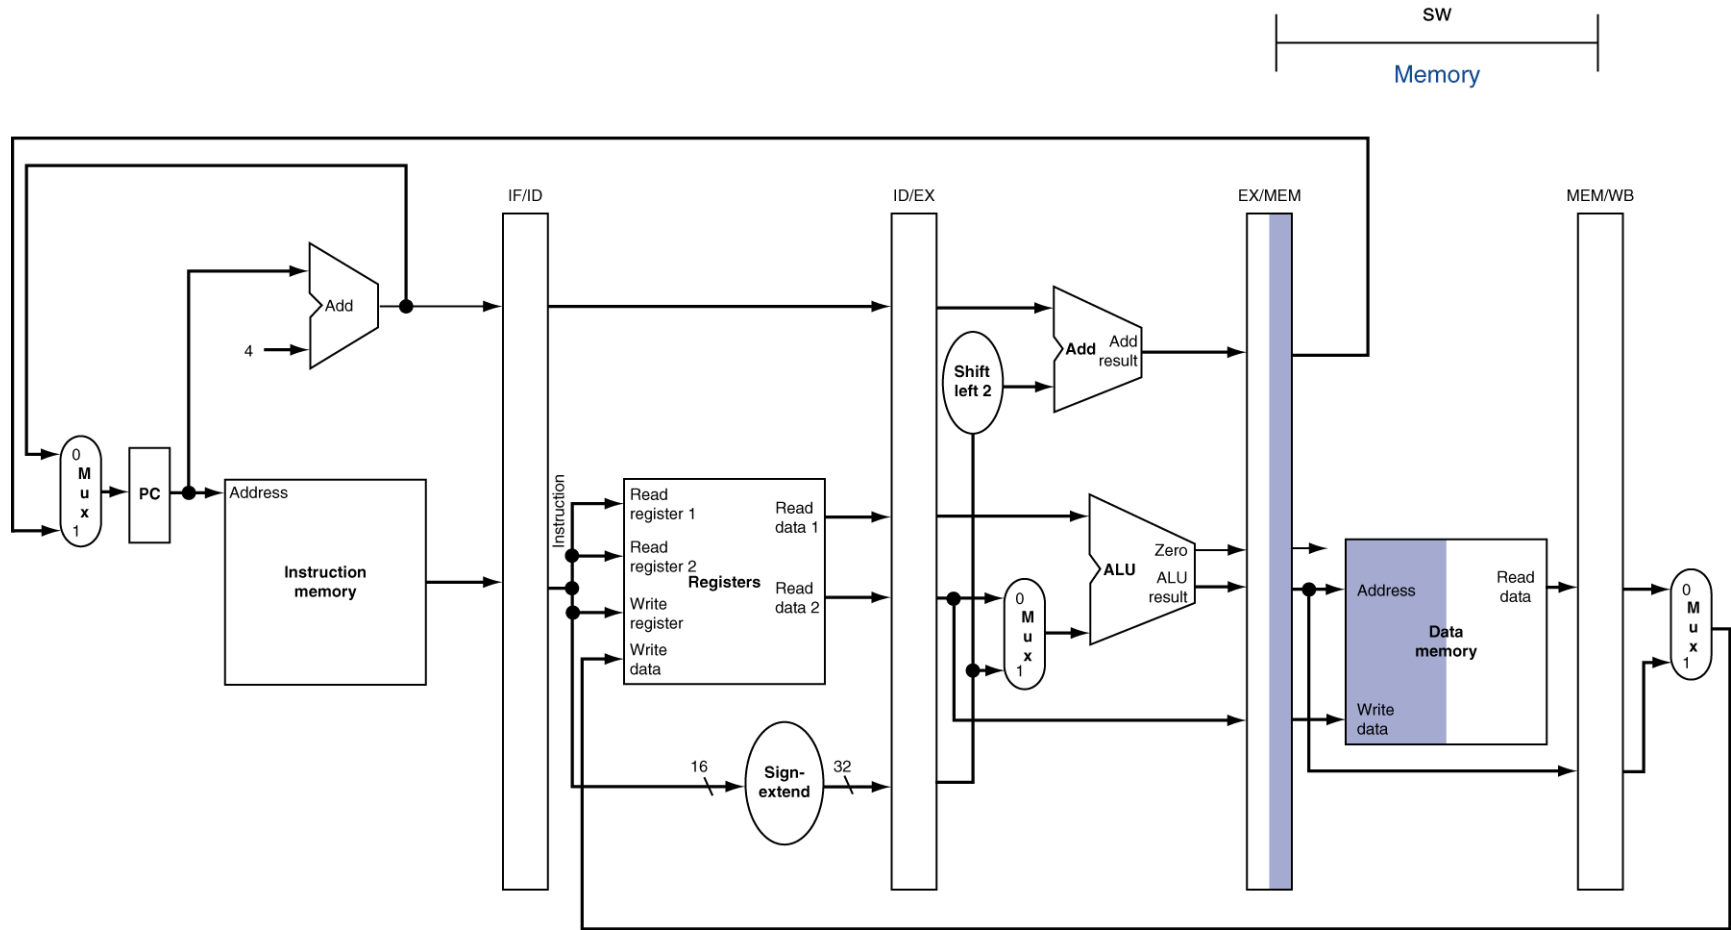 SW
Memory
IF/ID
ID/EX
EX/MEM
MEM/WB
Add
4
Shift
left 2
Add
Add
result
0
M
u
x
1
PC
Address
Instruction
memory
Instruction
Read
register 1
Read
register 2
Write
register
Write
data
Registers
Read
data 1
Read
data 2
16
Sign-
extend
32
0
M
u
x
1
ALU
Zero
ALU
result
Address
Write
data
Data
memory
Read
data
0
M
u
x
1